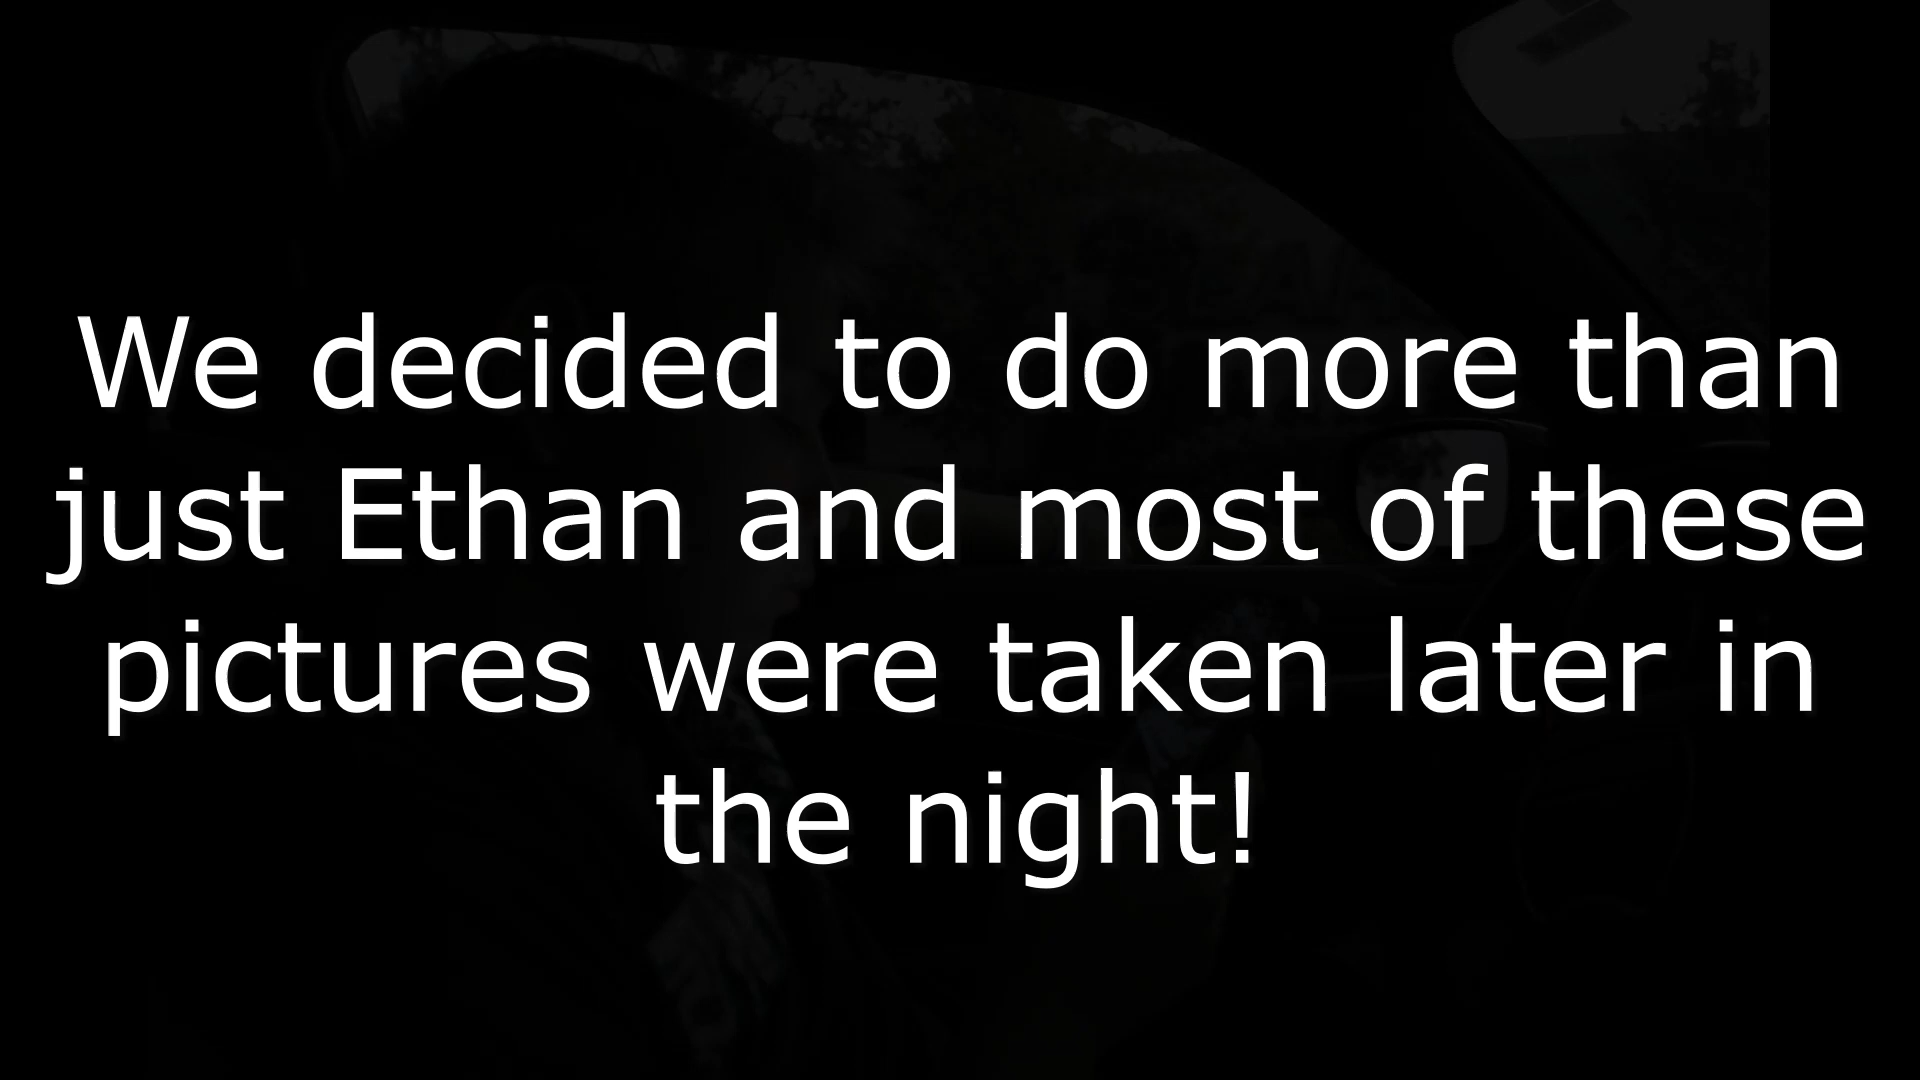 We decided to do more than
just Ethan and most of these
pictures were taken later in
the night!